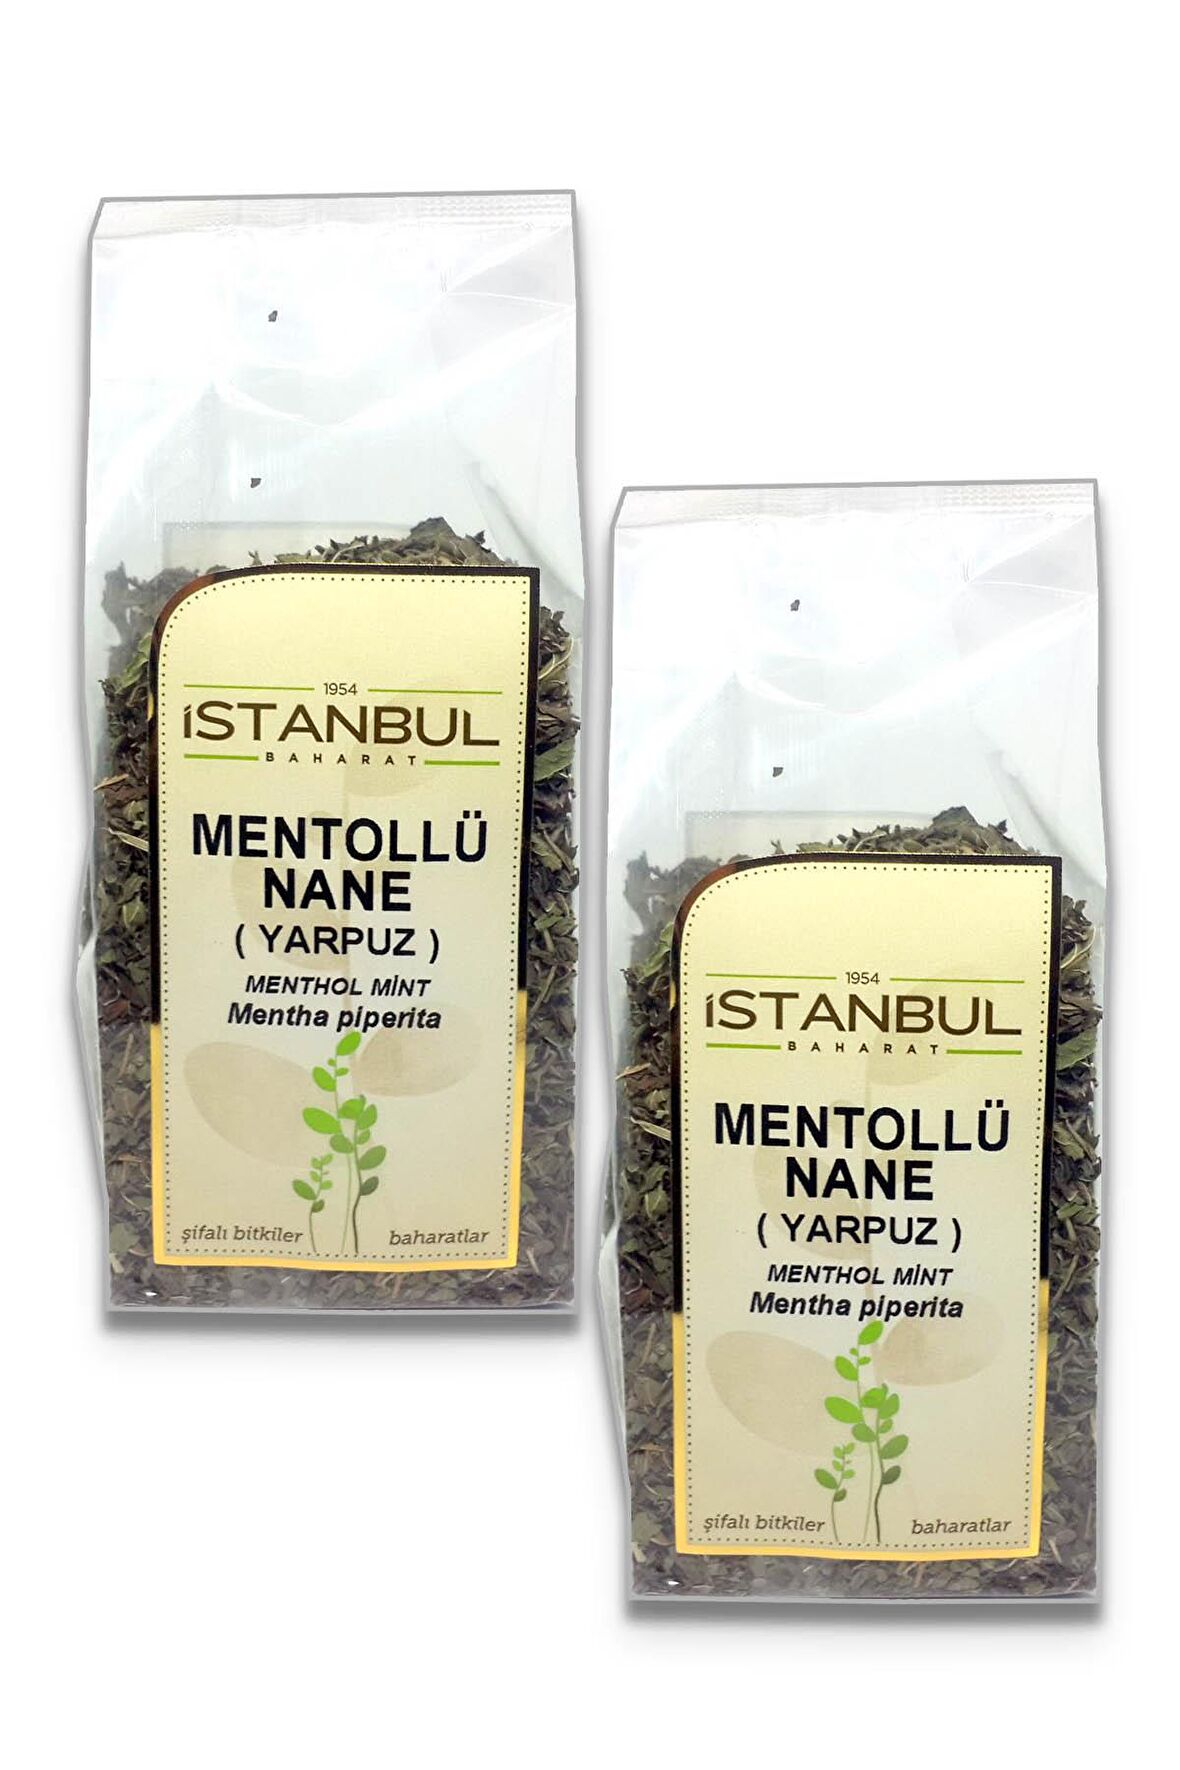 1954
İSTANBUL
BAHARAT
MENTOLLÜ
NANE
( YARPUZ )
MENTHOL MİNT
Mentha piperita
şifalı bitkiler baharatlar
1954
İSTANBUL
BAHARAT
MENTOLLÜ
NANE
( YARPUZ )
MENTHOL MİNT
Mentha piperita
şifalı bitkiler baharatlar